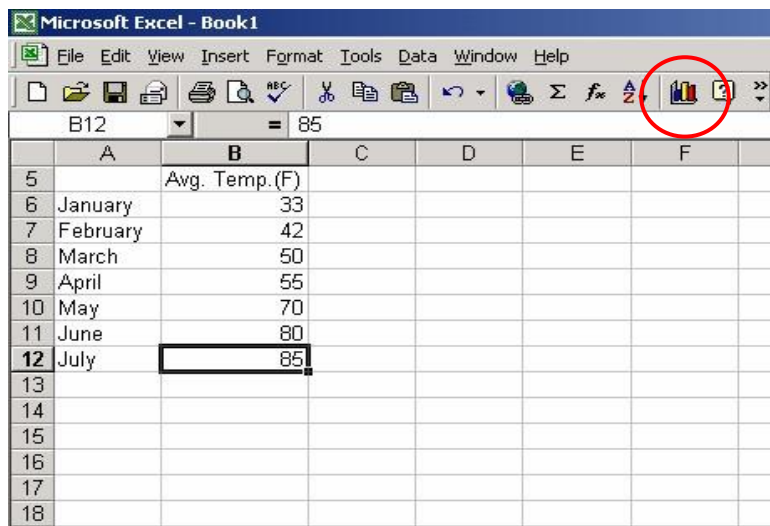 Microsoft Excel - Book1
File Edit View Insert Format Tools Data Window Help
ABC Σ fx A Z ? »
B12 = 85
A B C D E F
5 Avg. Temp.(F)
6 January 33
7 February 42
8 March 50
9 April 55
10 May 70
11 June 80
12 July 85
13
14
15
16
17
18